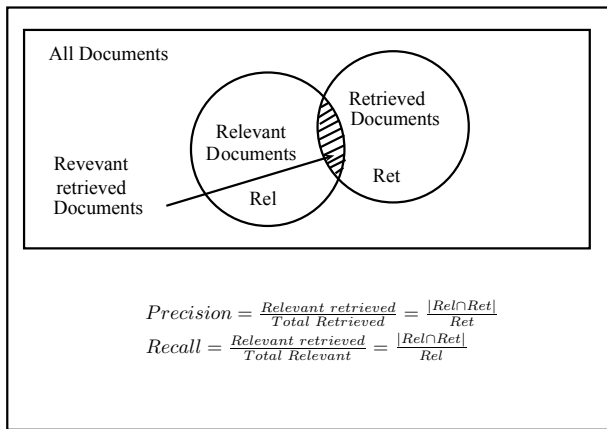 All Documents
Retrieved
Documents
Relevant
Documents
Revevant
retrieved
Documents
Ret
Rel
Precision = Relevant retrieved / Total Retrieved = |Rel∩Ret| / Ret
Recall = Relevant retrieved / Total Relevant = |Rel∩Ret| / Rel